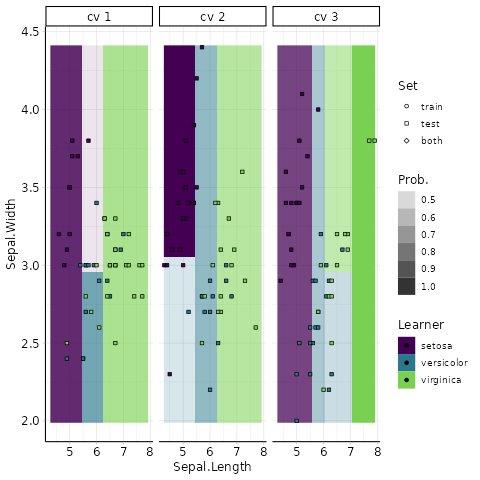 cv 1 cv 2 cv 3
4.5
4.0
3.5
3.0
2.5
2.0
Sepal.Width
5 6 7 8 5 6 7 8 5 6 7 8
Sepal.Length
Set
train
test
both
Prob.
0.5
0.6
0.7
0.8
0.9
1.0
Learner
setosa
versicolor
virginica